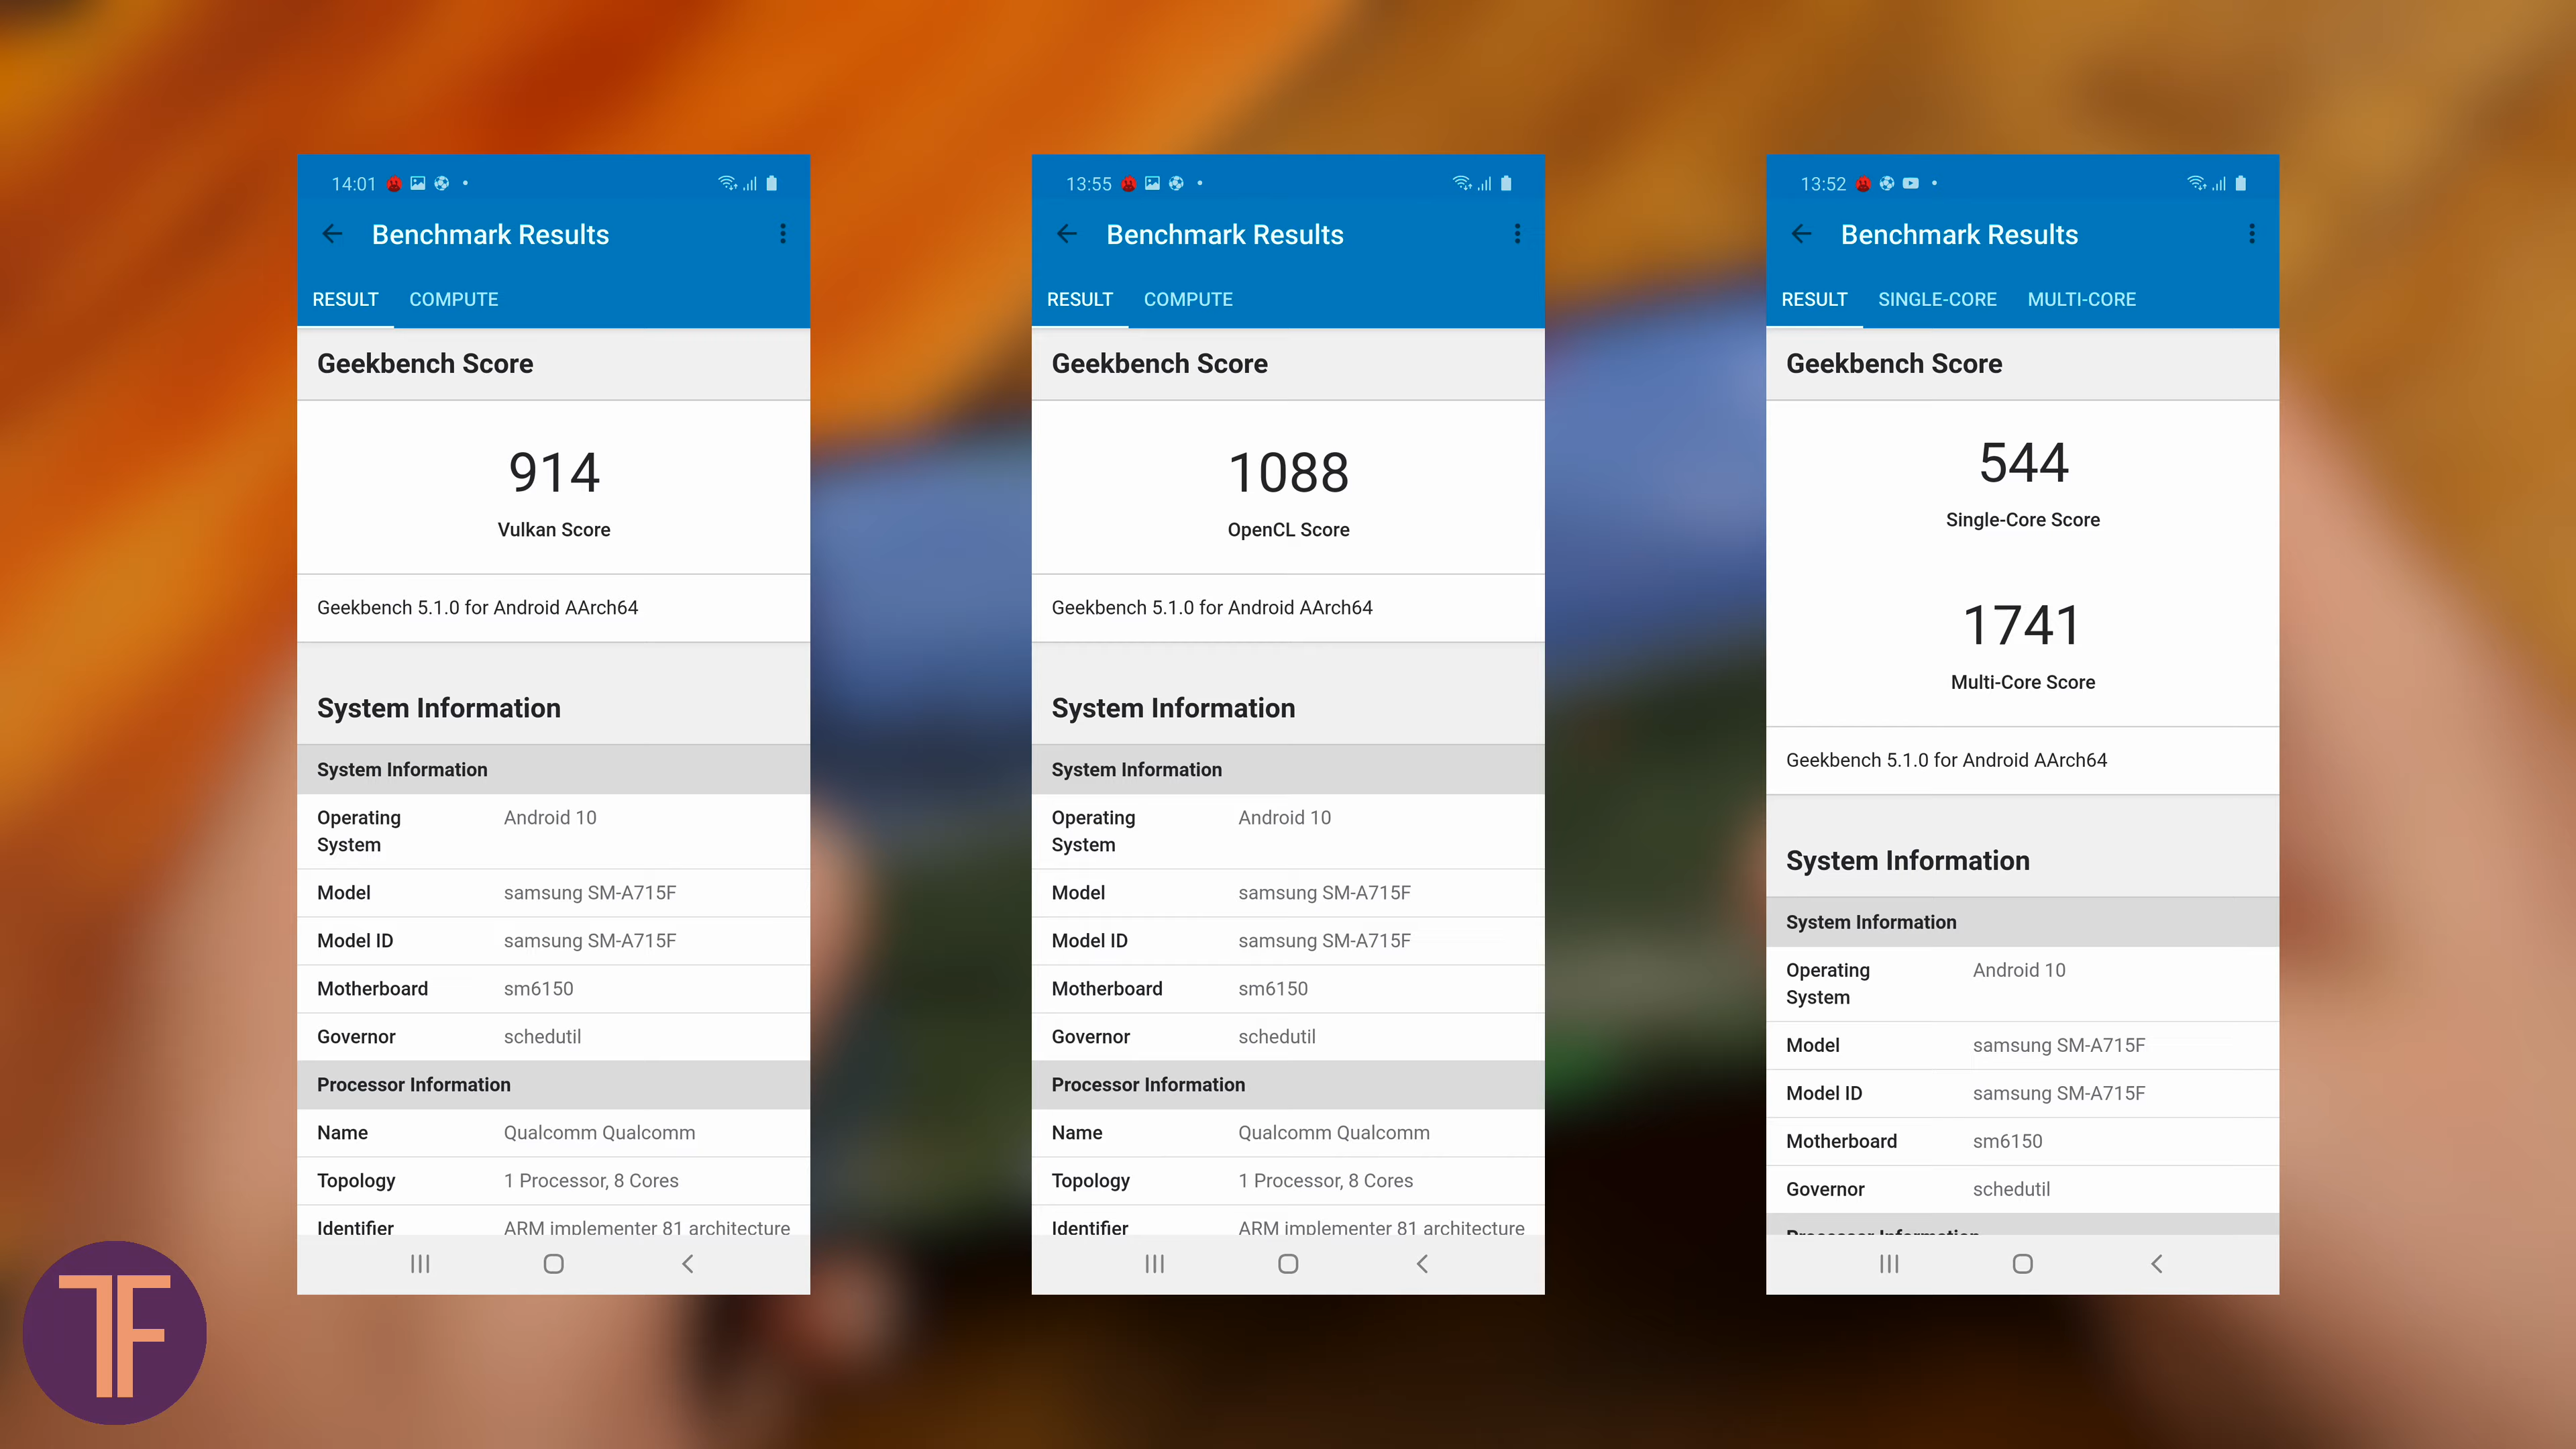 14:01
Benchmark Results
RESULT COMPUTE
Geekbench Score
914
Vulkan Score
Geekbench 5.1.0 for Android AArch64
System Information
System Information
Operating System Android 10
Model samsung SM-A715F
Model ID samsung SM-A715F
Motherboard sm6150
Governor schedutil
Processor Information
Name Qualcomm Qualcomm
Topology 1 Processor, 8 Cores
Identifier ARM implementer 81 architecture
13:55
Benchmark Results
RESULT COMPUTE
Geekbench Score
1088
OpenCL Score
Geekbench 5.1.0 for Android AArch64
System Information
System Information
Operating System Android 10
Model samsung SM-A715F
Model ID samsung SM-A715F
Motherboard sm6150
Governor schedutil
Processor Information
Name Qualcomm Qualcomm
Topology 1 Processor, 8 Cores
Identifier ARM implementer 81 architecture
13:52
Benchmark Results
RESULT SINGLE-CORE MULTI-CORE
Geekbench Score
544
Single-Core Score
1741
Multi-Core Score
Geekbench 5.1.0 for Android AArch64
System Information
System Information
Operating System Android 10
Model samsung SM-A715F
Model ID samsung SM-A715F
Motherboard sm6150
Governor schedutil
Processor Information
TF